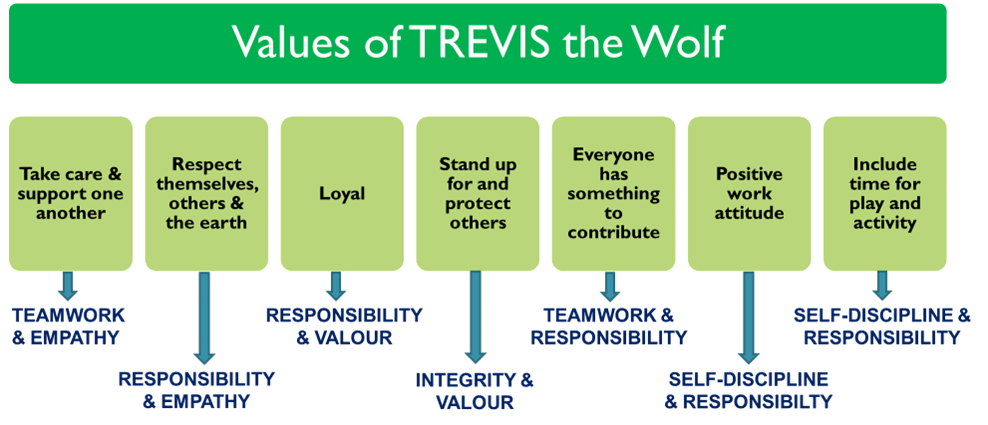 Values of TREVIS the Wolf
Take care &
support one
another
Respect
themselves,
others &
the earth
Loyal
Stand up
for and
protect
others
Everyone
has
something
to
contribute
Positive
work
attitude
Include
time for
play and
activity
TEAMWORK
& EMPATHY
RESPONSIBILITY
& EMPATHY
RESPONSIBILITY
& VALOUR
INTEGRITY &
VALOUR
TEAMWORK &
RESPONSIBILITY
SELF-DISCIPLINE
& RESPONSIBILTY
SELF-DISCIPLINE &
RESPONSIBILITY